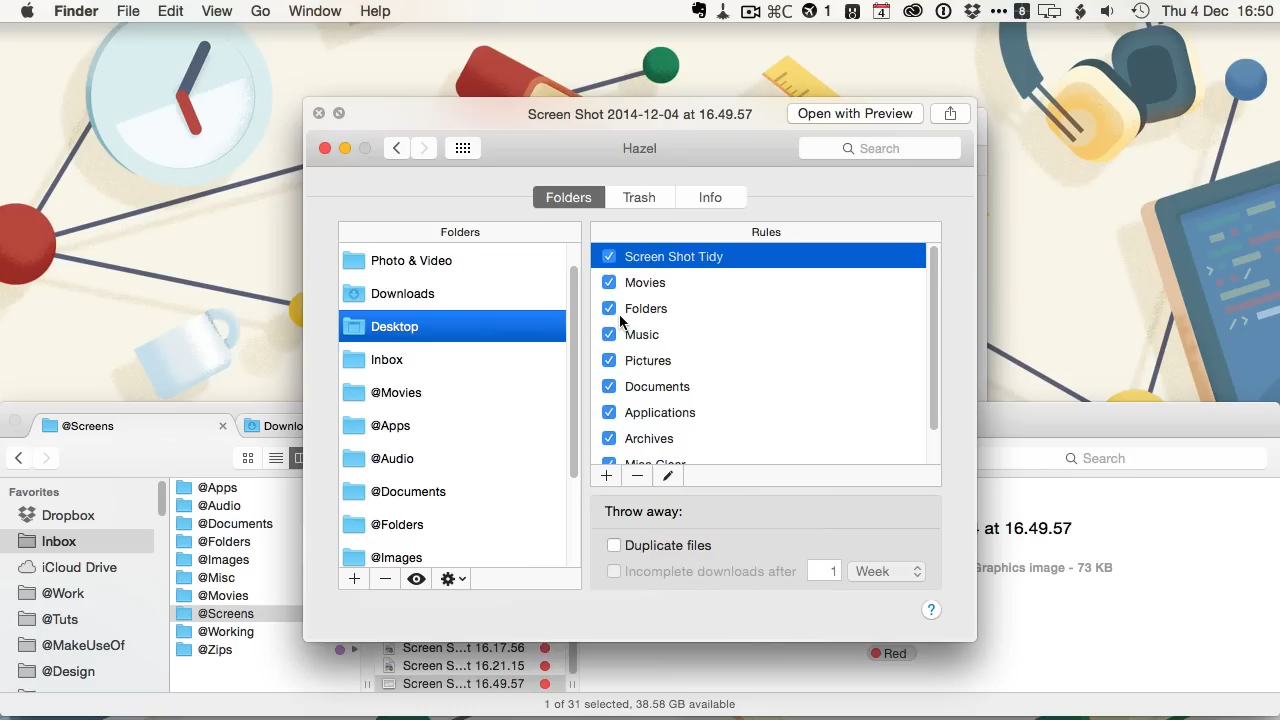 Finder File Edit View Go Window Help ⌘C 1 8 4 8 Thu 4 Dec 16:50
Screen Shot 2014-12-04 at 16.49.57 Open with Preview
Hazel Search
Folders Trash Info
Folders
Photo & Video
Downloads
Desktop
Inbox
@Movies
@Apps
@Audio
@Documents
@Folders
@Images
Rules
Screen Shot Tidy
Movies
Folders
Music
Pictures
Documents
Applications
Archives
Throw away:
Duplicate files
Incomplete downloads after 1 Week
?
@Screens × Downlo
Search
Favorites
Dropbox
Inbox
iCloud Drive
@Work
@Tuts
@MakeUseOf
@Design
@Apps
@Audio
@Documents
@Folders
@Images
@Misc
@Movies
@Screens
@Working
@Zips
Screen S...t 16.17.56
Screen S...t 16.21.15
Screen S...t 16.49.57
at 16.49.57
Graphics image - 73 KB
Red
1 of 31 selected, 38.58 GB available